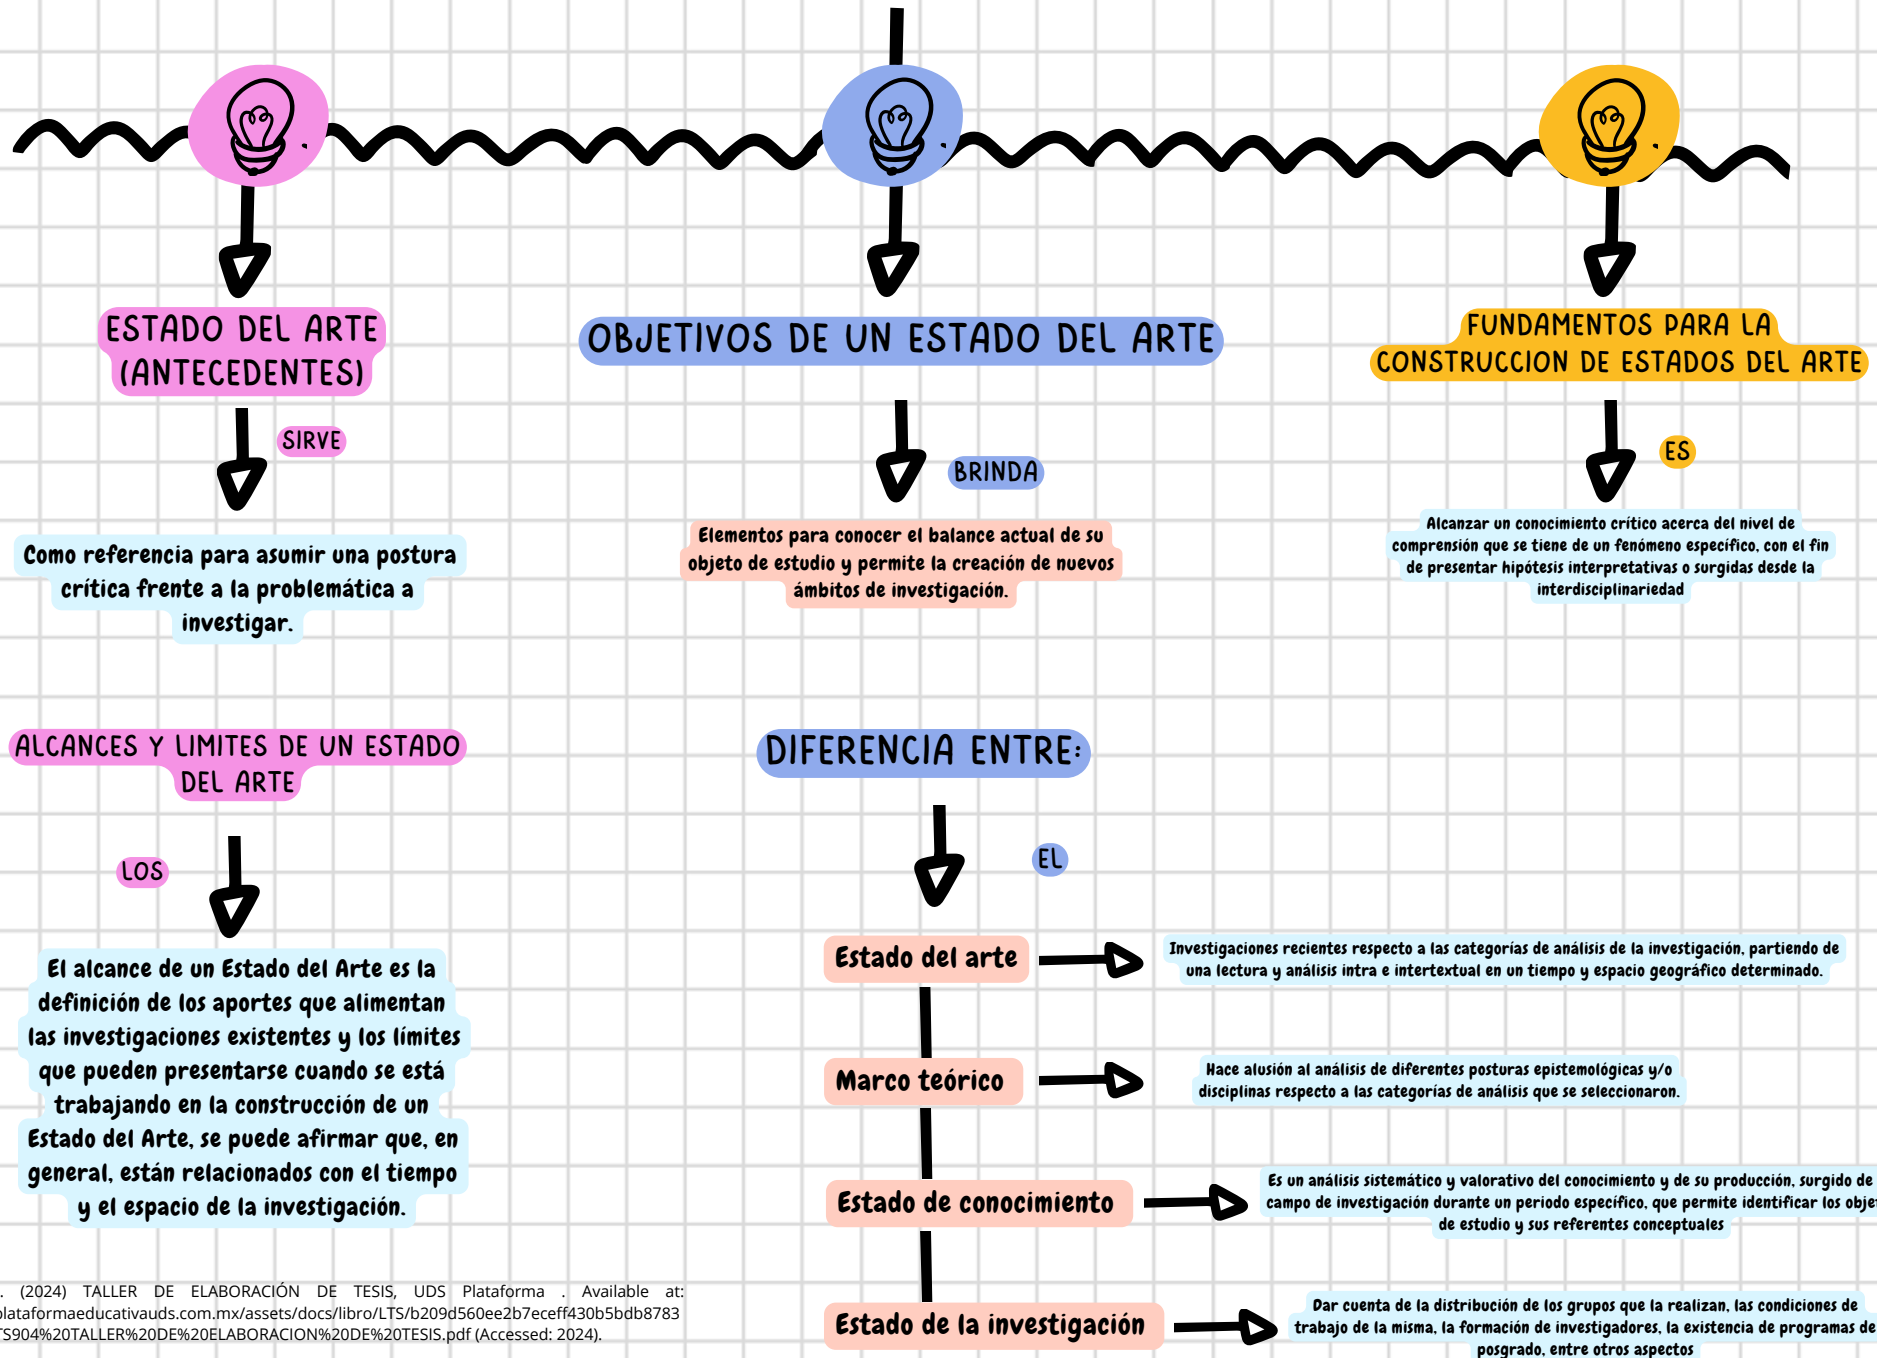 ESTADO DEL ARTE
(ANTECEDENTES)
SIRVE
Como referencia para asumir una postura
crítica frente a la problemática a
investigar.
OBJETIVOS DE UN ESTADO DEL ARTE
BRINDA
Elementos para conocer el balance actual de su
objeto de estudio y permite la creación de nuevos
ámbitos de investigación.
FUNDAMENTOS PARA LA
CONSTRUCCION DE ESTADOS DEL ARTE
ES
Alcanzar un conocimiento crítico acerca del nivel de
comprensión que se tiene de un fenómeno específico, con el fin
de presentar hipótesis interpretativas o surgidas desde la
interdisciplinariedad
ALCANCES Y LIMITES DE UN ESTADO
DEL ARTE
LOS
El alcance de un Estado del Arte es la
definición de los aportes que alimentan
las investigaciones existentes y los límites
que pueden presentarse cuando se está
trabajando en la construcción de un
Estado del Arte, se puede afirmar que, en
general, están relacionados con el tiempo
y el espacio de la investigación.
DIFERENCIA ENTRE:
EL
Estado del arte
Investigaciones recientes respecto a las categorías de análisis de la investigación, partiendo de
una lectura y análisis intra e intertextual en un tiempo y espacio geográfico determinado.
Marco teórico
Hace alusión al análisis de diferentes posturas epistemológicas y/o
disciplinas respecto a las categorías de análisis que se seleccionaron.
Estado de conocimiento
Es un análisis sistemático y valorativo del conocimiento y de su producción, surgido de
campo de investigación durante un periodo específico, que permite identificar los obje
de estudio y sus referentes conceptuales
Estado de la investigación
Dar cuenta de la distribución de los grupos que la realizan, las condiciones de
trabajo de la misma, la formación de investigadores, la existencia de programas de
posgrado, entre otros aspectos
. (2024) TALLER DE ELABORACIÓN DE TESIS, UDS Plataforma . Available at:
plataformaeducativauds.com.mx/assets/docs/libro/LTS/b209d560ee2b7eceff430b5bdb8783
TS904%20TALLER%20DE%20ELABORACION%20DE%20TESIS.pdf (Accessed: 2024).